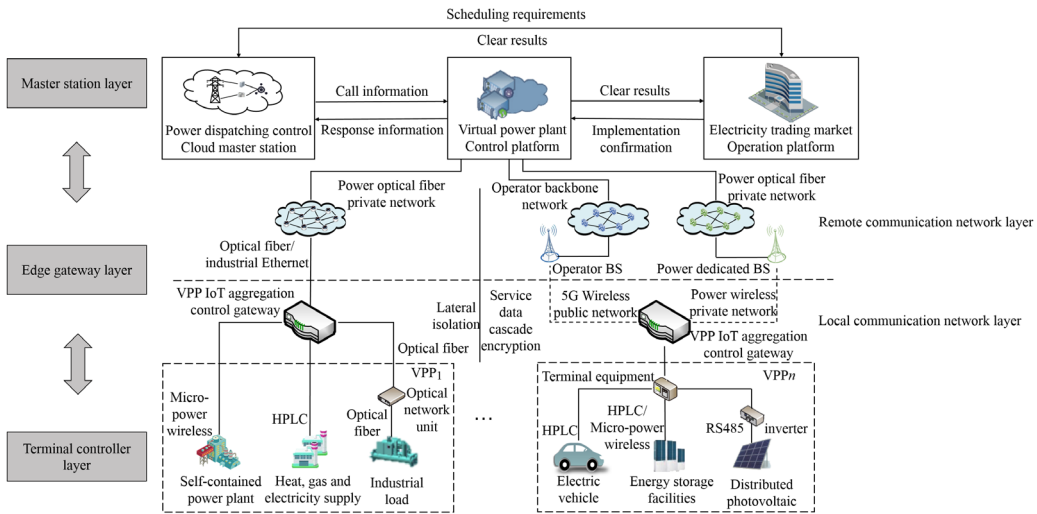 Scheduling requirements
Clear results
Master station layer
Call information
Response information
Clear results
Implementation
confirmation
Power dispatching control
Cloud master station
Virtual power plant
Control platform
Electricity trading market
Operation platform
Power optical fiber
private network
Operator backbone
network
Power optical fiber
private network
Remote communication network layer
Optical fiber/
industrial Ethernet
Edge gateway layer
Operator BS
Power dedicated BS
VPP IoT aggregation
control gateway
Lateral
isolation
Service
data
cascade
encryption
5G Wireless
public network
Power wireless
private network
Local communication network layer
VPP IoT aggregation
control gateway
Optical fiber
VPP1
Micro-
power
wireless
HPLC
Optical
fiber
Optical
network
unit
...
Terminal equipment
VPPn
HPLC
HPLC/
Micro-power
wireless
RS485
inverter
Terminal controller
layer
Self-contained
power plant
Heat, gas and
electricity supply
Industrial
load
Electric
vehicle
Energy storage
facilities
Distributed
photovoltaic